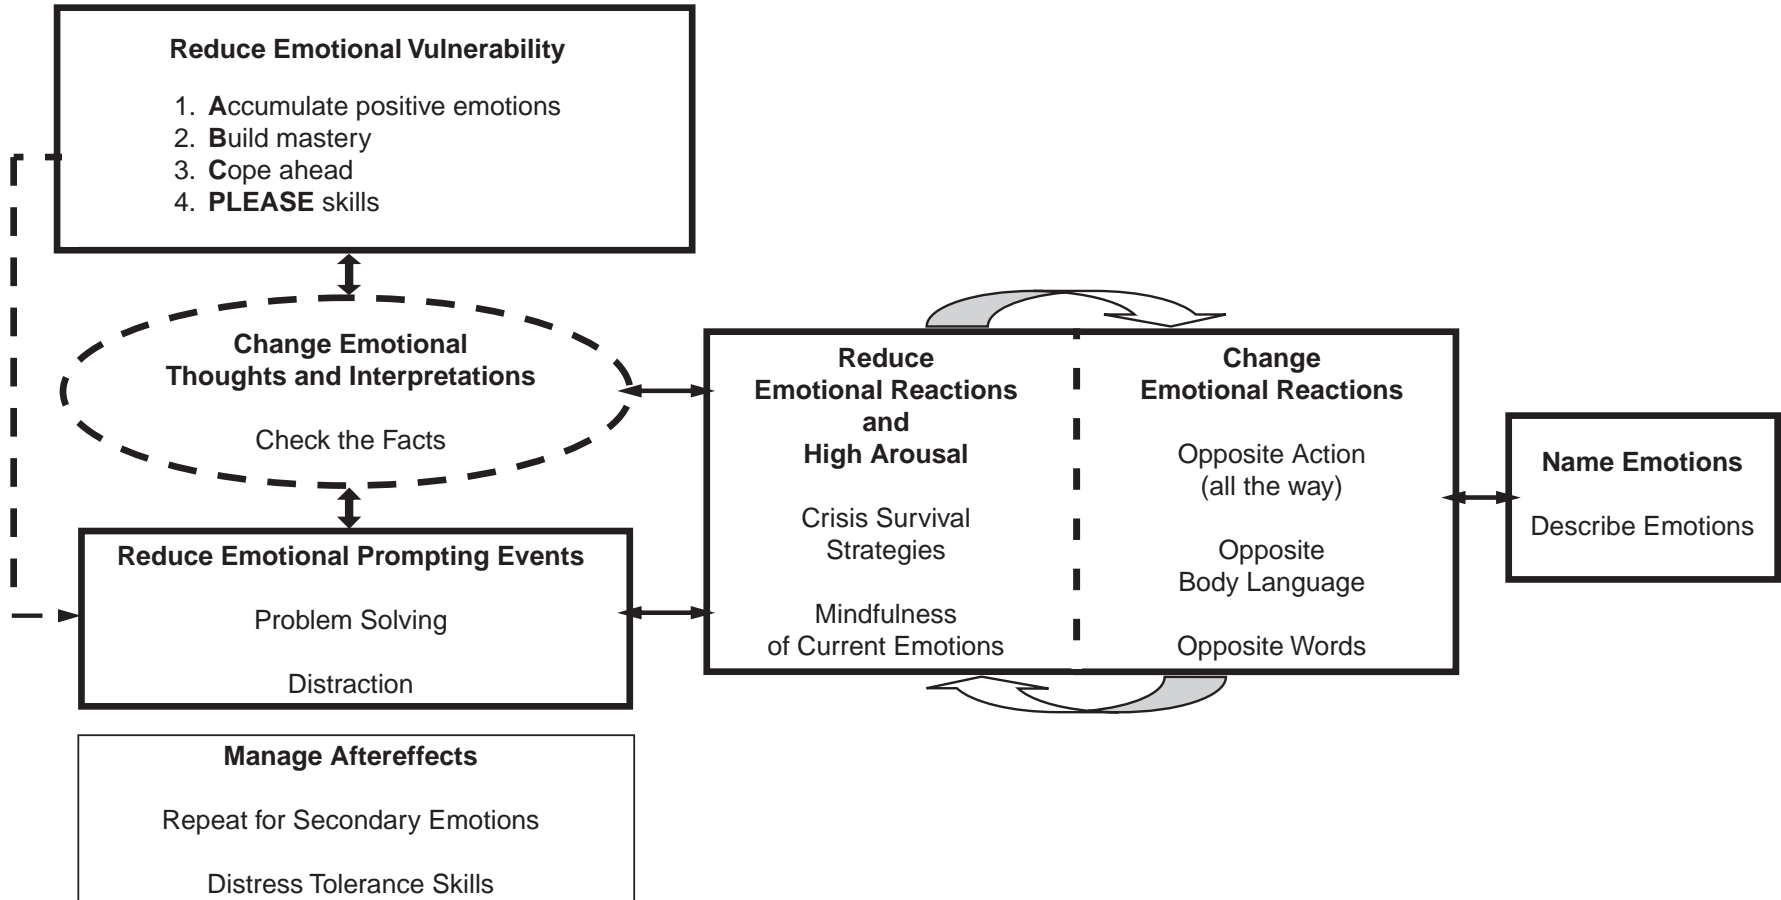 Reduce Emotional Vulnerability
1. Accumulate positive emotions
2. Build mastery
3. Cope ahead
4. PLEASE skills
Change Emotional
Thoughts and Interpretations
Check the Facts
Reduce Emotional Prompting Events
Problem Solving
Distraction
Manage Aftereffects
Repeat for Secondary Emotions
Distress Tolerance Skills
Reduce
Emotional Reactions
and
High Arousal
Crisis Survival
Strategies
Mindfulness
of Current Emotions
Change
Emotional Reactions
Opposite Action
(all the way)
Opposite
Body Language
Opposite Words
Name Emotions
Describe Emotions